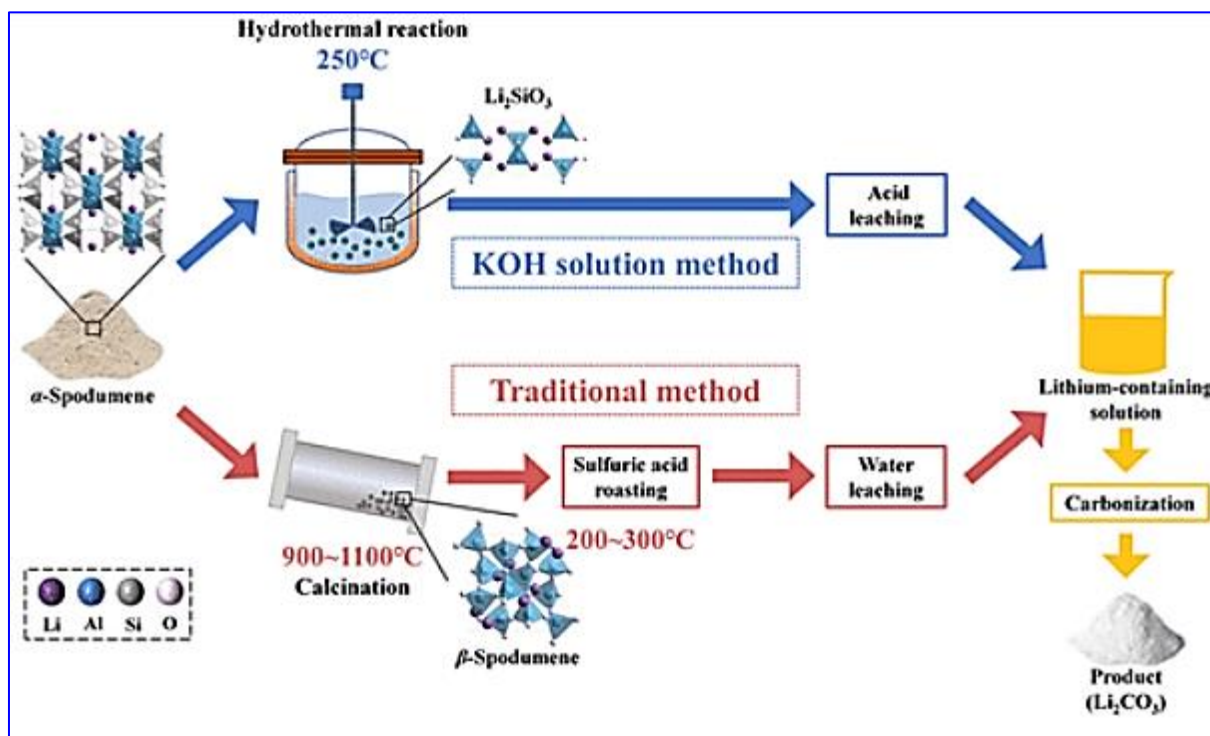 Hydrothermal reaction
250°C
Li₂SiO₃
Acid
leaching
KOH solution method
α-Spodumene
Traditional method
Lithium-containing
solution
Sulfuric acid
roasting
Water
leaching
Carbonization
900~1100°C
Calcination
200~300°C
Li Al Si O
β-Spodumene
Product
(Li₂CO₃)